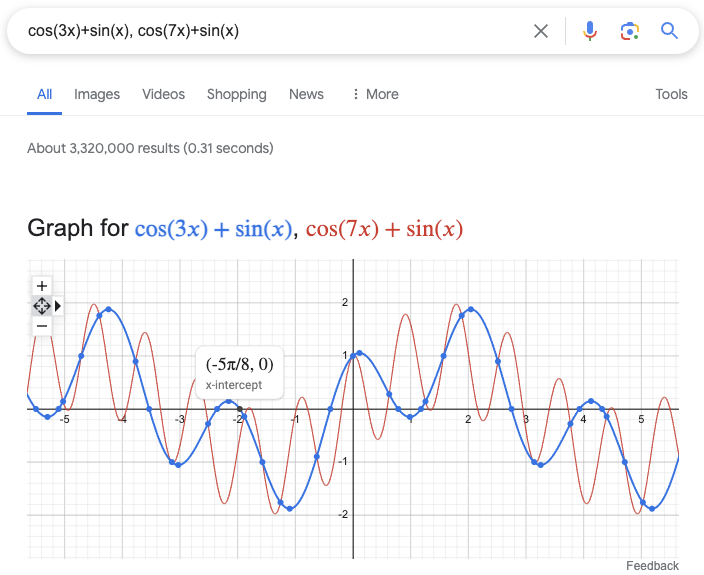 cos(3x)+sin(x), cos(7x)+sin(x)
All Images Videos Shopping News More Tools
About 3,320,000 results (0.31 seconds)
Graph for cos(3x) + sin(x), cos(7x) + sin(x)
+
−
2
(-5π/8, 0)
x-intercept
1
-5 -4 -3 -2 -1 1 2 3 4 5
-1
-2
Feedback